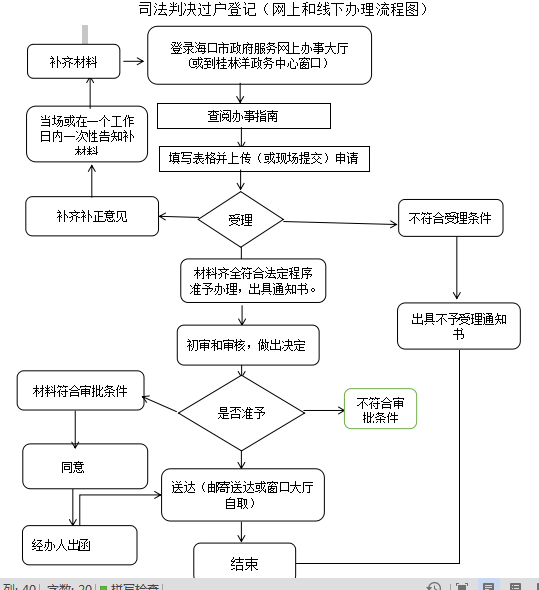 司法判决过户登记（网上和线下办理流程图）
补齐材料
登录海口市政府服务网上办事大厅
（或到桂林洋政务中心窗口）
当场或在一个工作
日内一次性告知补
材料
查阅办事指南
填写表格并上传（或现场提交）申请
补齐补正意见
受理
不符合受理条件
材料齐全符合法定程序
准予办理，出具通知书。
出具不予受理通知
书
初审和审核，做出决定
材料符合审批条件
是否准予
不符合审
批条件
同意
送达（邮寄送达或窗口大厅
自取）
经办人出函
结束
列: 40 字数: 20 拼写检查